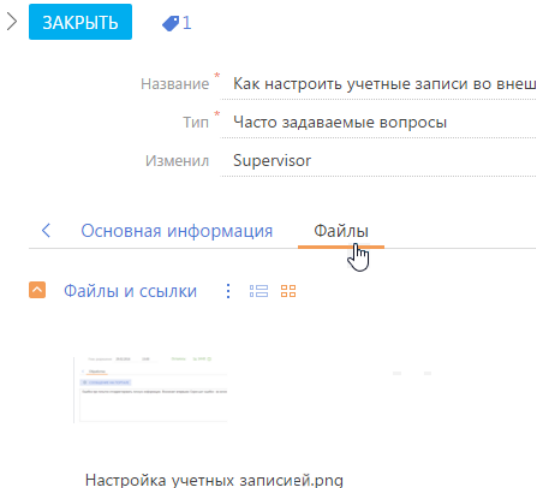 ЗАКРЫТЬ 1
Название * Как настроить учетные записи во внеш
Тип * Часто задаваемые вопросы
Изменил Supervisor
Основная информация Файлы
Файлы и ссылки
Настройка учетных записией.png